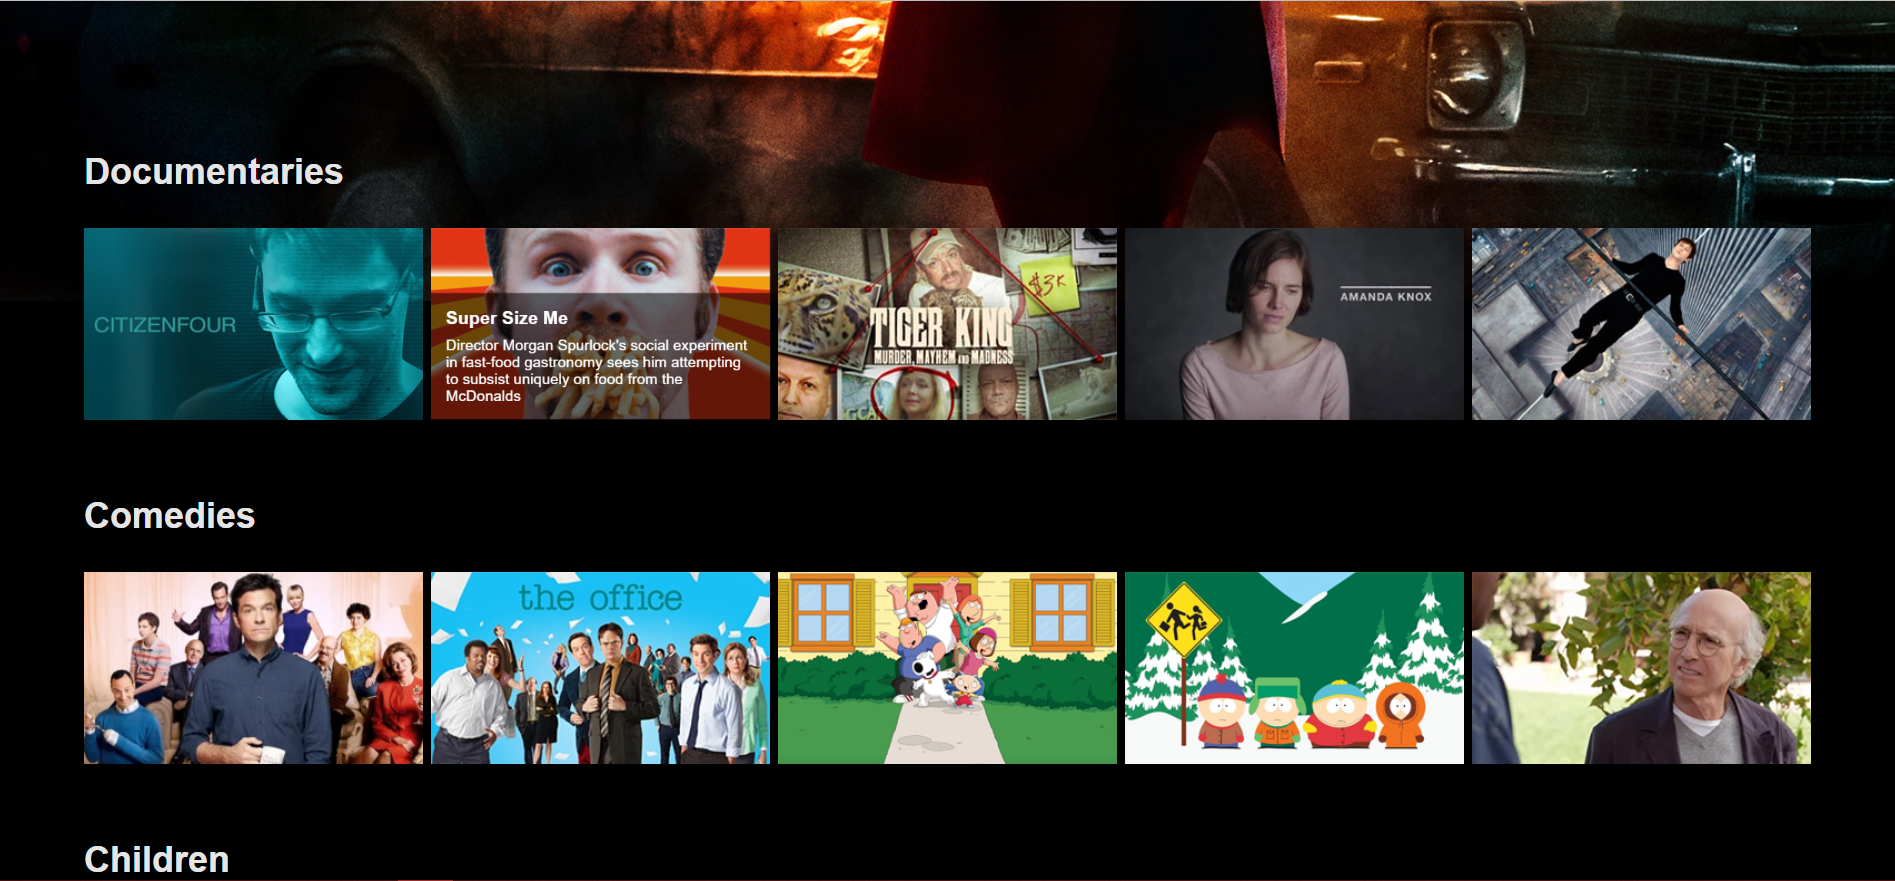 Documentaries
CITIZENFOUR
Super Size Me
Director Morgan Spurlock's social experiment
in fast-food gastronomy sees him attempting
to subsist uniquely on food from the
McDonalds
$3K
TIGER KING
MURDER, MAYHEM AND MADNESS
AMANDA KNOX
Comedies
the office
Children